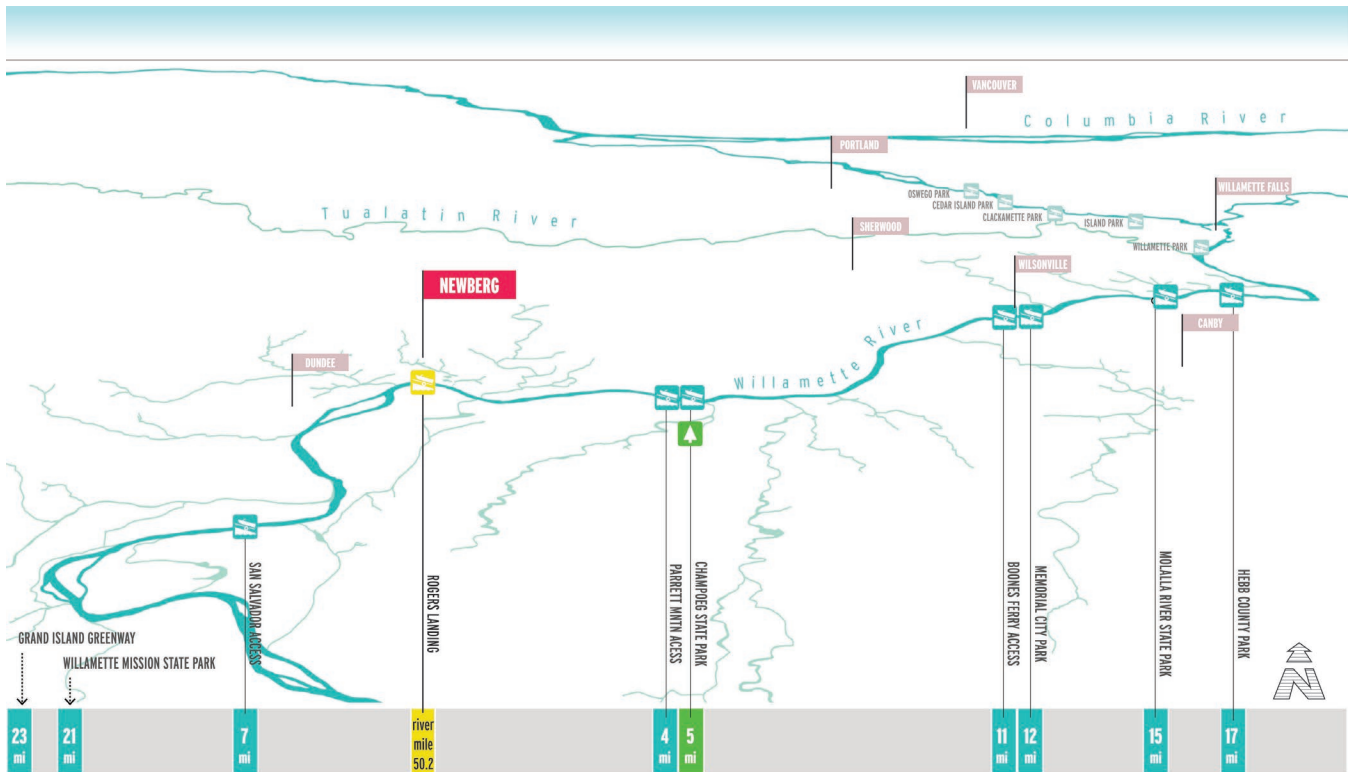 VANCOUVER
Columbia River
PORTLAND
OSWEGO PARK
CEDAR ISLAND PARK
CLACKAMETTE PARK
ISLAND PARK
WILLAMETTE FALLS
WILLAMETTE PARK
Tualatin River
SHERWOOD
WILSONVILLE
NEWBERG
CANBY
DUNDEE
Willamette River
SAN SALVADOR ACCESS
ROGERS LANDING
PARRETT MNTN ACESS
CHAMPOEG STATE PARK
BOONES FERRY ACCESS
MEMORIAL CITY PARK
MOLALLA RIVER STATE PARK
HEBB COUNTY PARK
GRAND ISLAND GREENWAY
WILLAMETTE MISSION STATE PARK
N
23
mi
21
mi
7
mi
river
mile
50.2
4
mi
5
mi
11
mi
12
mi
15
mi
17
mi